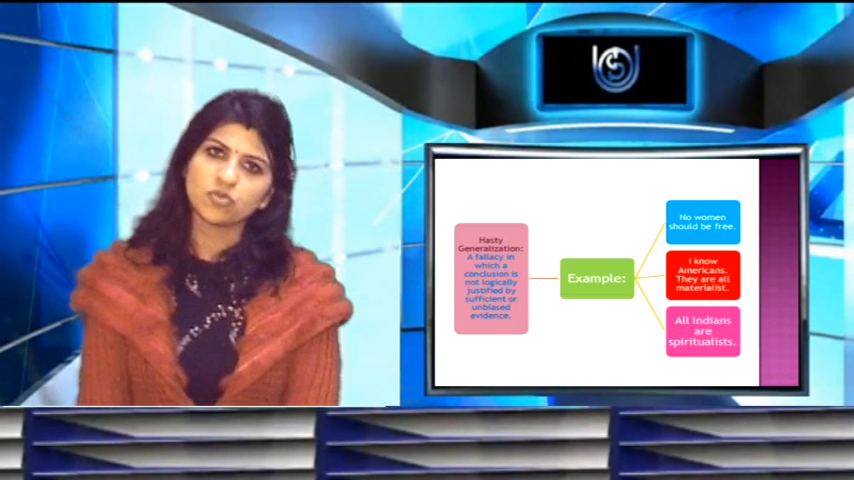 Hasty
Generalization:
A fallacy in
which a
conclusion is
not logically
justified by
sufficient or
unbiased
evidence.
Example:
No women
should be free.
I know
Americans.
They are all
materialist.
All Indians
are
spiritualists.